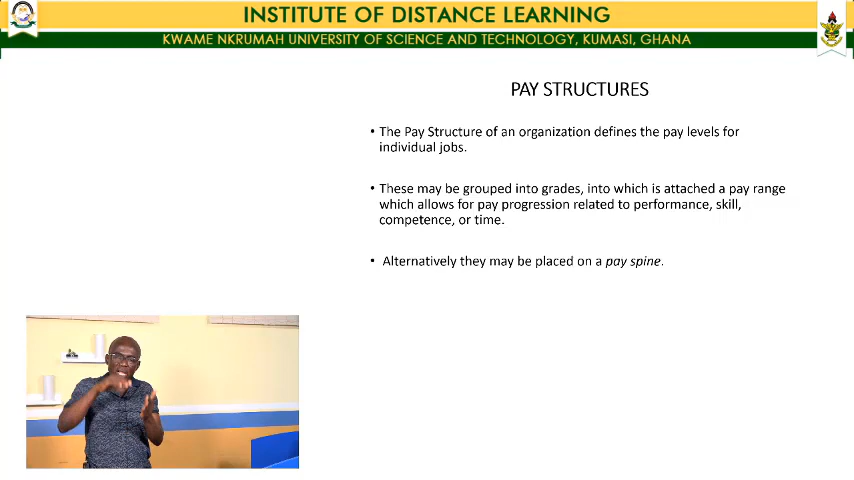 INSTITUTE OF DISTANCE LEARNING
KWAME NKRUMAH UNIVERSITY OF SCIENCE AND TECHNOLOGY, KUMASI, GHANA
PAY STRUCTURES
• The Pay Structure of an organization defines the pay levels for
individual jobs.
• These may be grouped into grades, into which is attached a pay range
which allows for pay progression related to performance, skill,
competence, or time.
• Alternatively they may be placed on a pay spine.